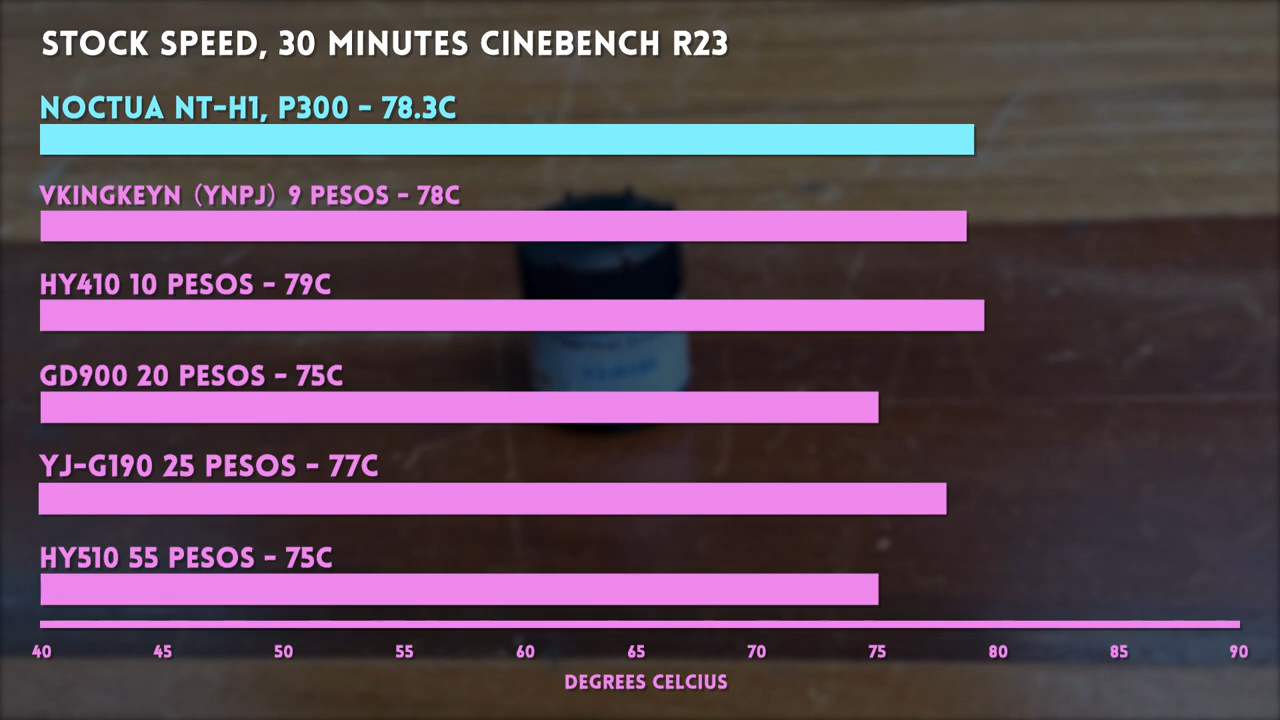 STOCK SPEED, 30 MINUTES CINEBENCH R23
NOCTUA NT-H1, P300 - 78.3C
VKINGKEYN (YNPJ) 9 PESOS - 78C
HY410 10 PESOS - 79C
GD900 20 PESOS - 75C
YJ-G190 25 PESOS - 77C
HY510 55 PESOS - 75C
40 45 50 55 60 65 70 75 80 85 90
DEGREES CELCIUS